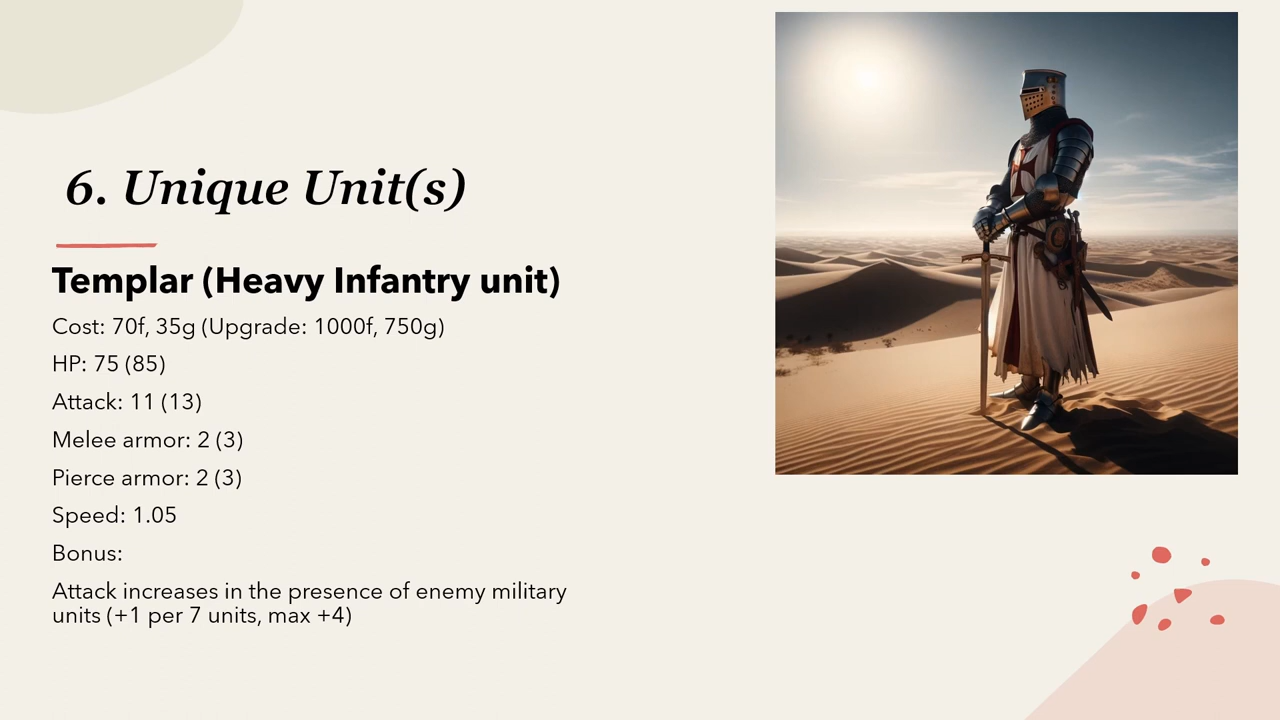 6. Unique Unit(s)
Templar (Heavy Infantry unit)
Cost: 70f, 35g (Upgrade: 1000f, 750g)
HP: 75 (85)
Attack: 11 (13)
Melee armor: 2 (3)
Pierce armor: 2 (3)
Speed: 1.05
Bonus:
Attack increases in the presence of enemy military
units (+1 per 7 units, max +4)